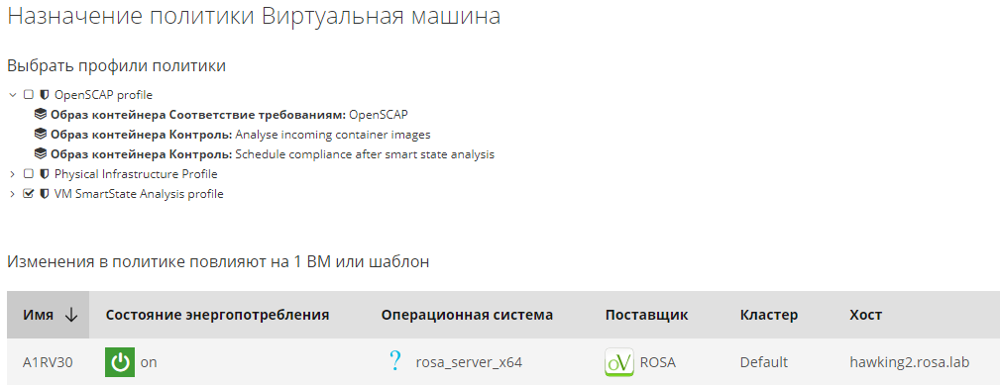 Назначение политики Виртуальная машина
Выбрать профили политики
OpenSCAP profile
Образ контейнера Соответствие требованиям: OpenSCAP
Образ контейнера Контроль: Analyse incoming container images
Образ контейнера Контроль: Schedule compliance after smart state analysis
Physical Infrastructure Profile
VM SmartState Analysis profile
Изменения в политике повлияют на 1 ВМ или шаблон
Имя Состояние энергопотребления Операционная система Поставщик Кластер Хост
A1RV30 on ? rosa_server_x64 oV ROSA Default hawking2.rosa.lab